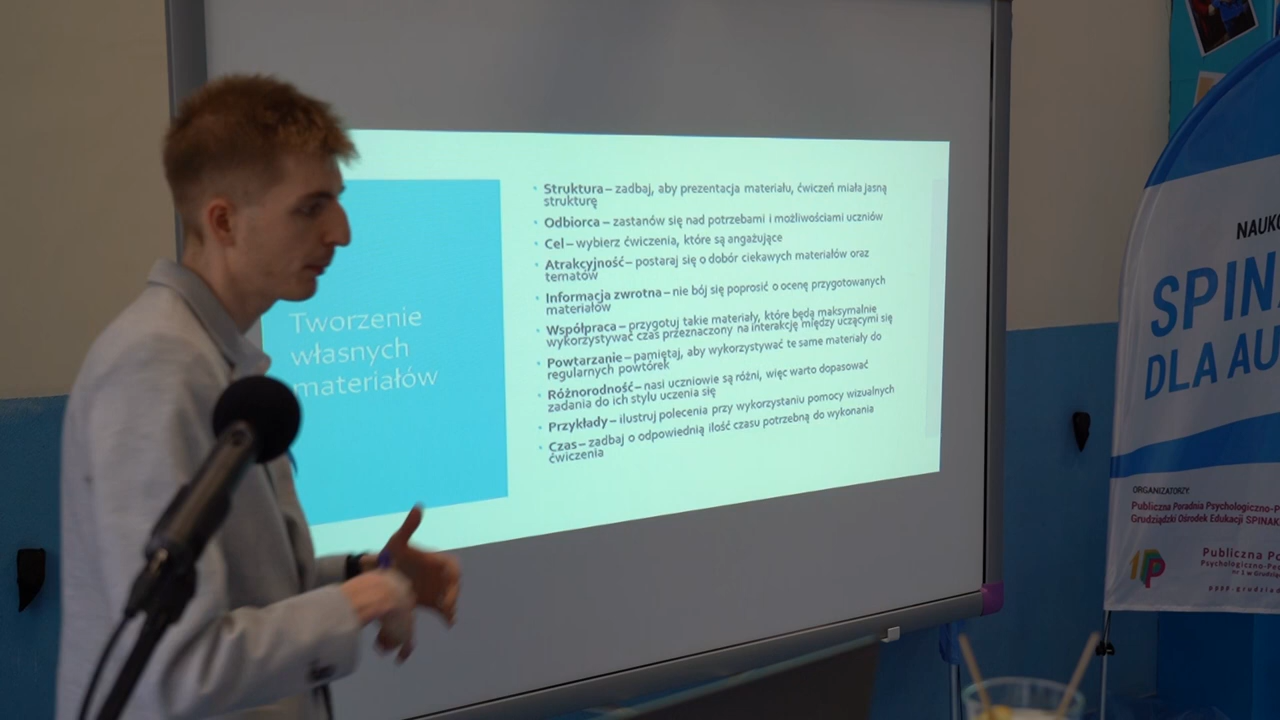 Tworzenie
własnych
materiałów
Struktura – zadbaj, aby prezentacja materiału, ćwiczeń miała jasną
strukturę
Odbiorca – zastanów się nad potrzebami i możliwościami uczniów
Cel – wybierz ćwiczenia, które są angażujące
Atrakcyjność – postaraj się o dobór ciekawych materiałów oraz
tematów
Informacja zwrotna – nie bój się poprosić o ocenę przygotowanych
materiałów
Współpraca – przygotuj takie materiały, które będą maksymalnie
wykorzystywać czas przeznaczony na interakcję między uczącymi się
Powtarzanie – pamiętaj, aby wykorzystywać te same materiały do
regularnych powtórek
Różnorodność – nasi uczniowie są różni, więc warto dopasować
zadania do ich stylu uczenia się
Przykłady – ilustruj polecenia przy wykorzystaniu pomocy wizualnych
Czas – zadbaj o odpowiednią ilość czasu potrzebną do wykonania
ćwiczenia
NAUKO
SPIN
DLA AU
ORGANIZATORZY:
Publiczna Poradnia Psychologiczno-P
Grudziądzki Ośrodek Edukacji SPINAK
Publiczna Po
Psychologiczno-Ped
nr 1 w Grudzią